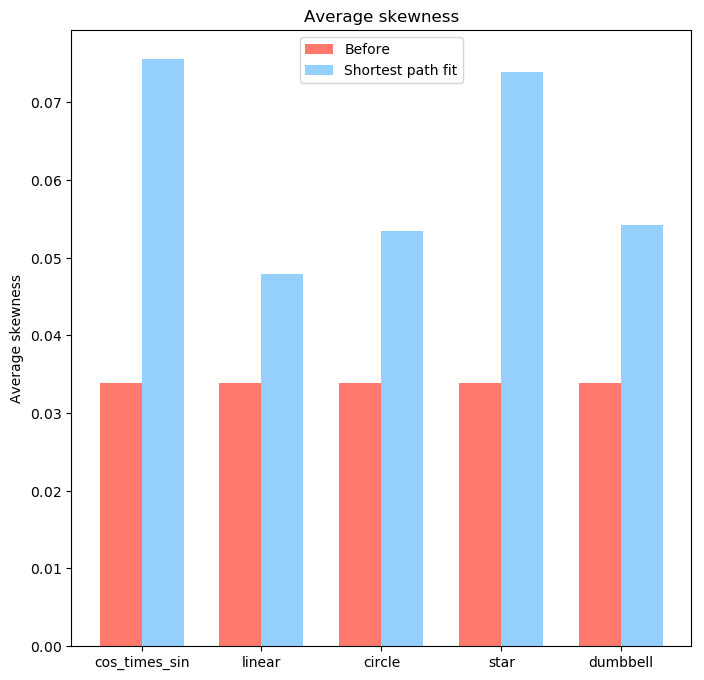 Average skewness
Before
Shortest path fit
Average skewness
0.07
0.06
0.05
0.04
0.03
0.02
0.01
0.00
cos_times_sin linear circle star dumbbell